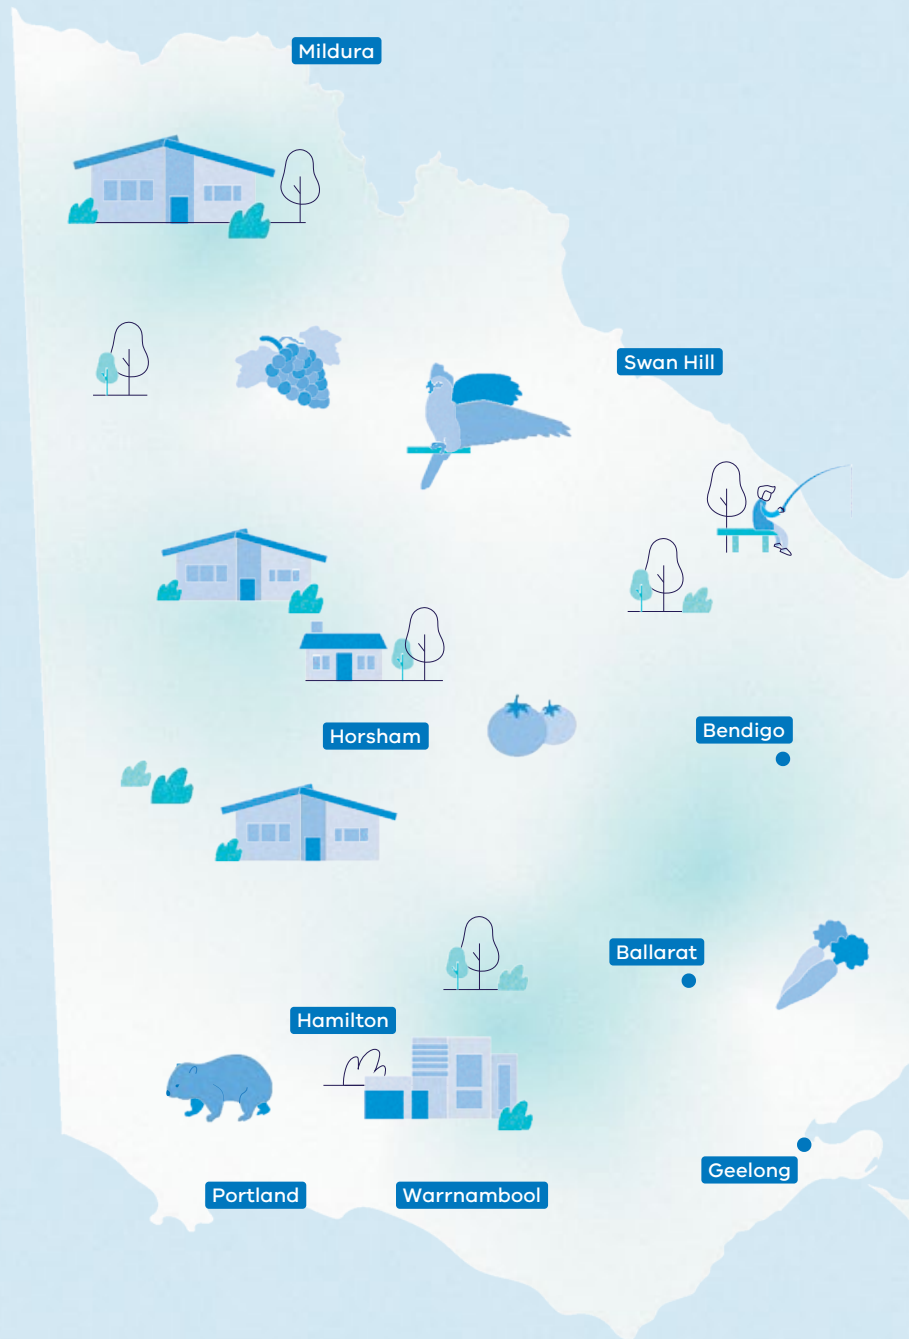 Mildura
Swan Hill
Horsham
Bendigo
Ballarat
Hamilton
Geelong
Portland
Warrnambool